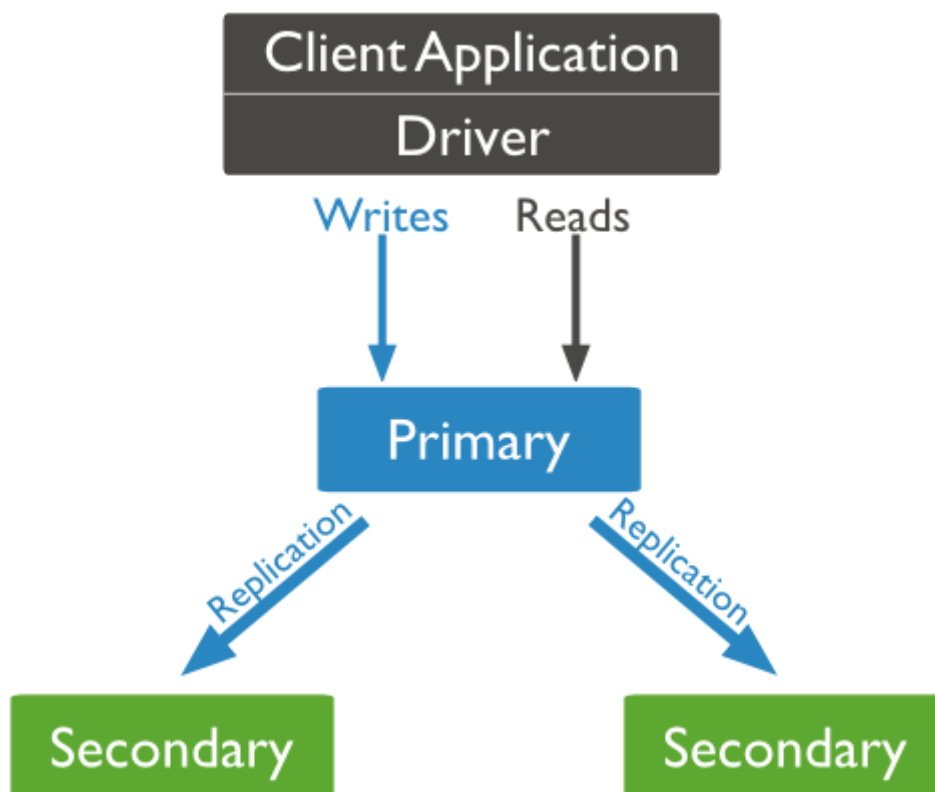 Client Application
Driver
Writes
Reads
Primary
Replication
Replication
Secondary
Secondary